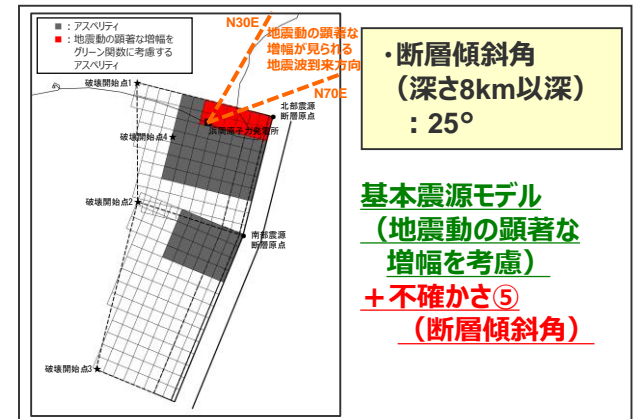 ■：アスペリティ
■：地震動の顕著な増幅を
グリーン関数に考慮する
アスペリティ
N30E
地震動の顕著な
増幅が見られる
地震波到来方向
N70E
破壊開始点1★
北部震源
断層原点
浜岡原子力発電所
破壊開始点4★
破壊開始点2★
南部震源
断層原点
破壊開始点3★
・断層傾斜角
（深さ8km以深）
：25°
基本震源モデル
（地震動の顕著な
増幅を考慮）
＋不確かさ⑤
（断層傾斜角）